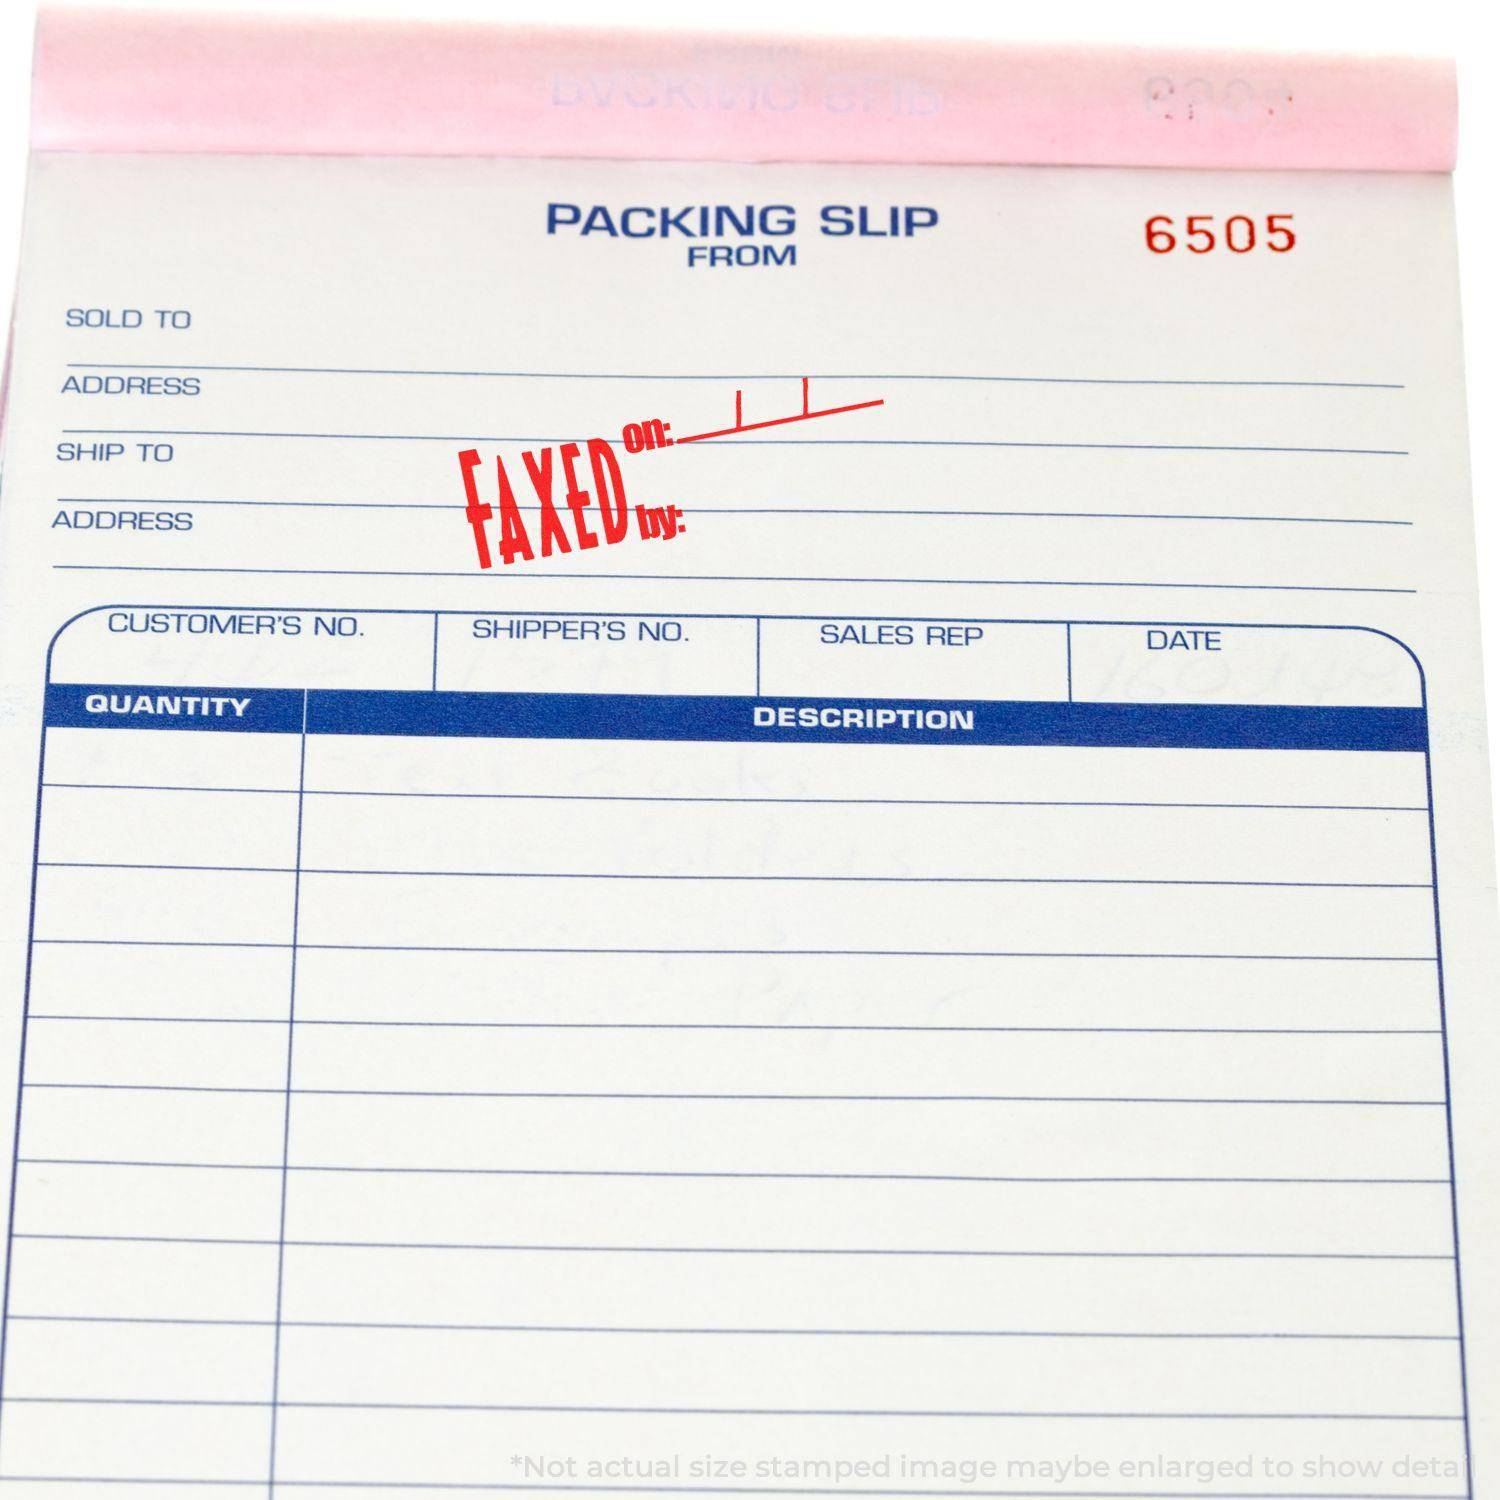 PACKING SLIP
6505
FROM
SOLD TO
ADDRESS
SHIP TO
ADDRESS
FAXED on:
by:
CUSTOMER'S NO. SHIPPER'S NO. SALES REP DATE
QUANTITY DESCRIPTION
*Not actual size stamped image maybe enlarged to show detail